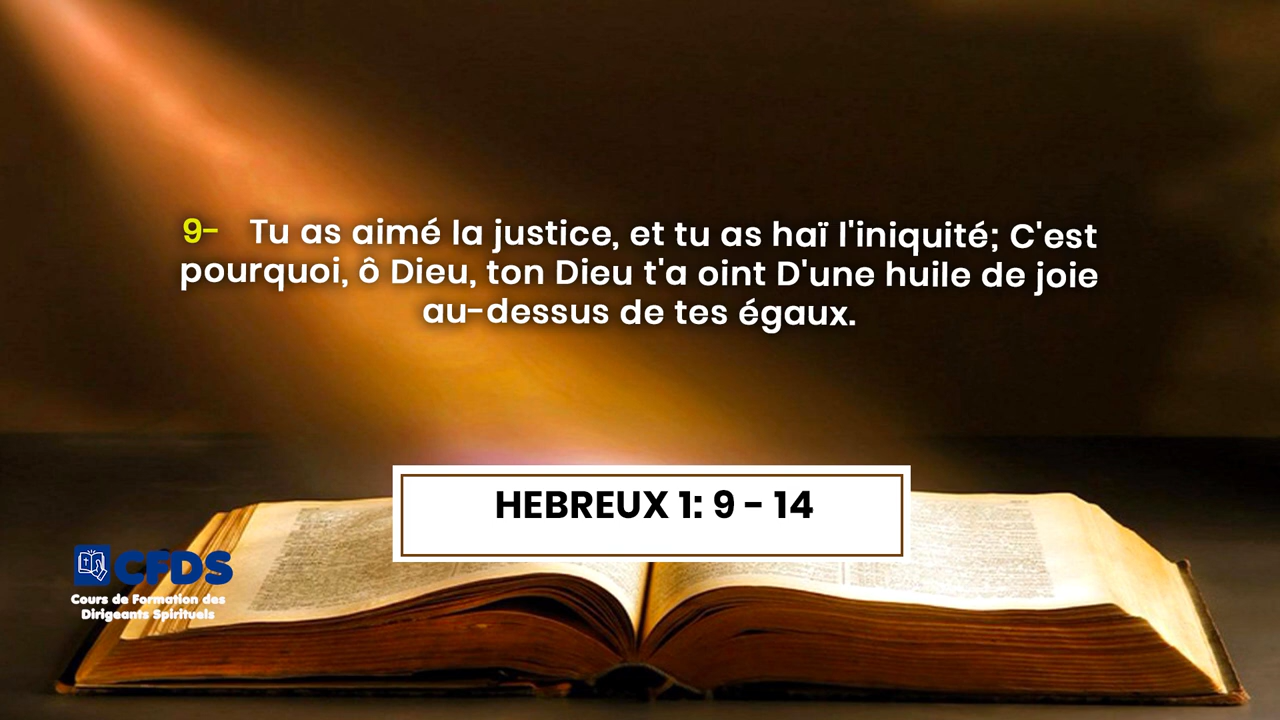 9- Tu as aimé la justice, et tu as haï l'iniquité; C'est
pourquoi, ô Dieu, ton Dieu t'a oint D'une huile de joie
au-dessus de tes égaux.
HEBREUX 1: 9 - 14
CFDS
Cours de Formation des
Dirigeants Spirituels